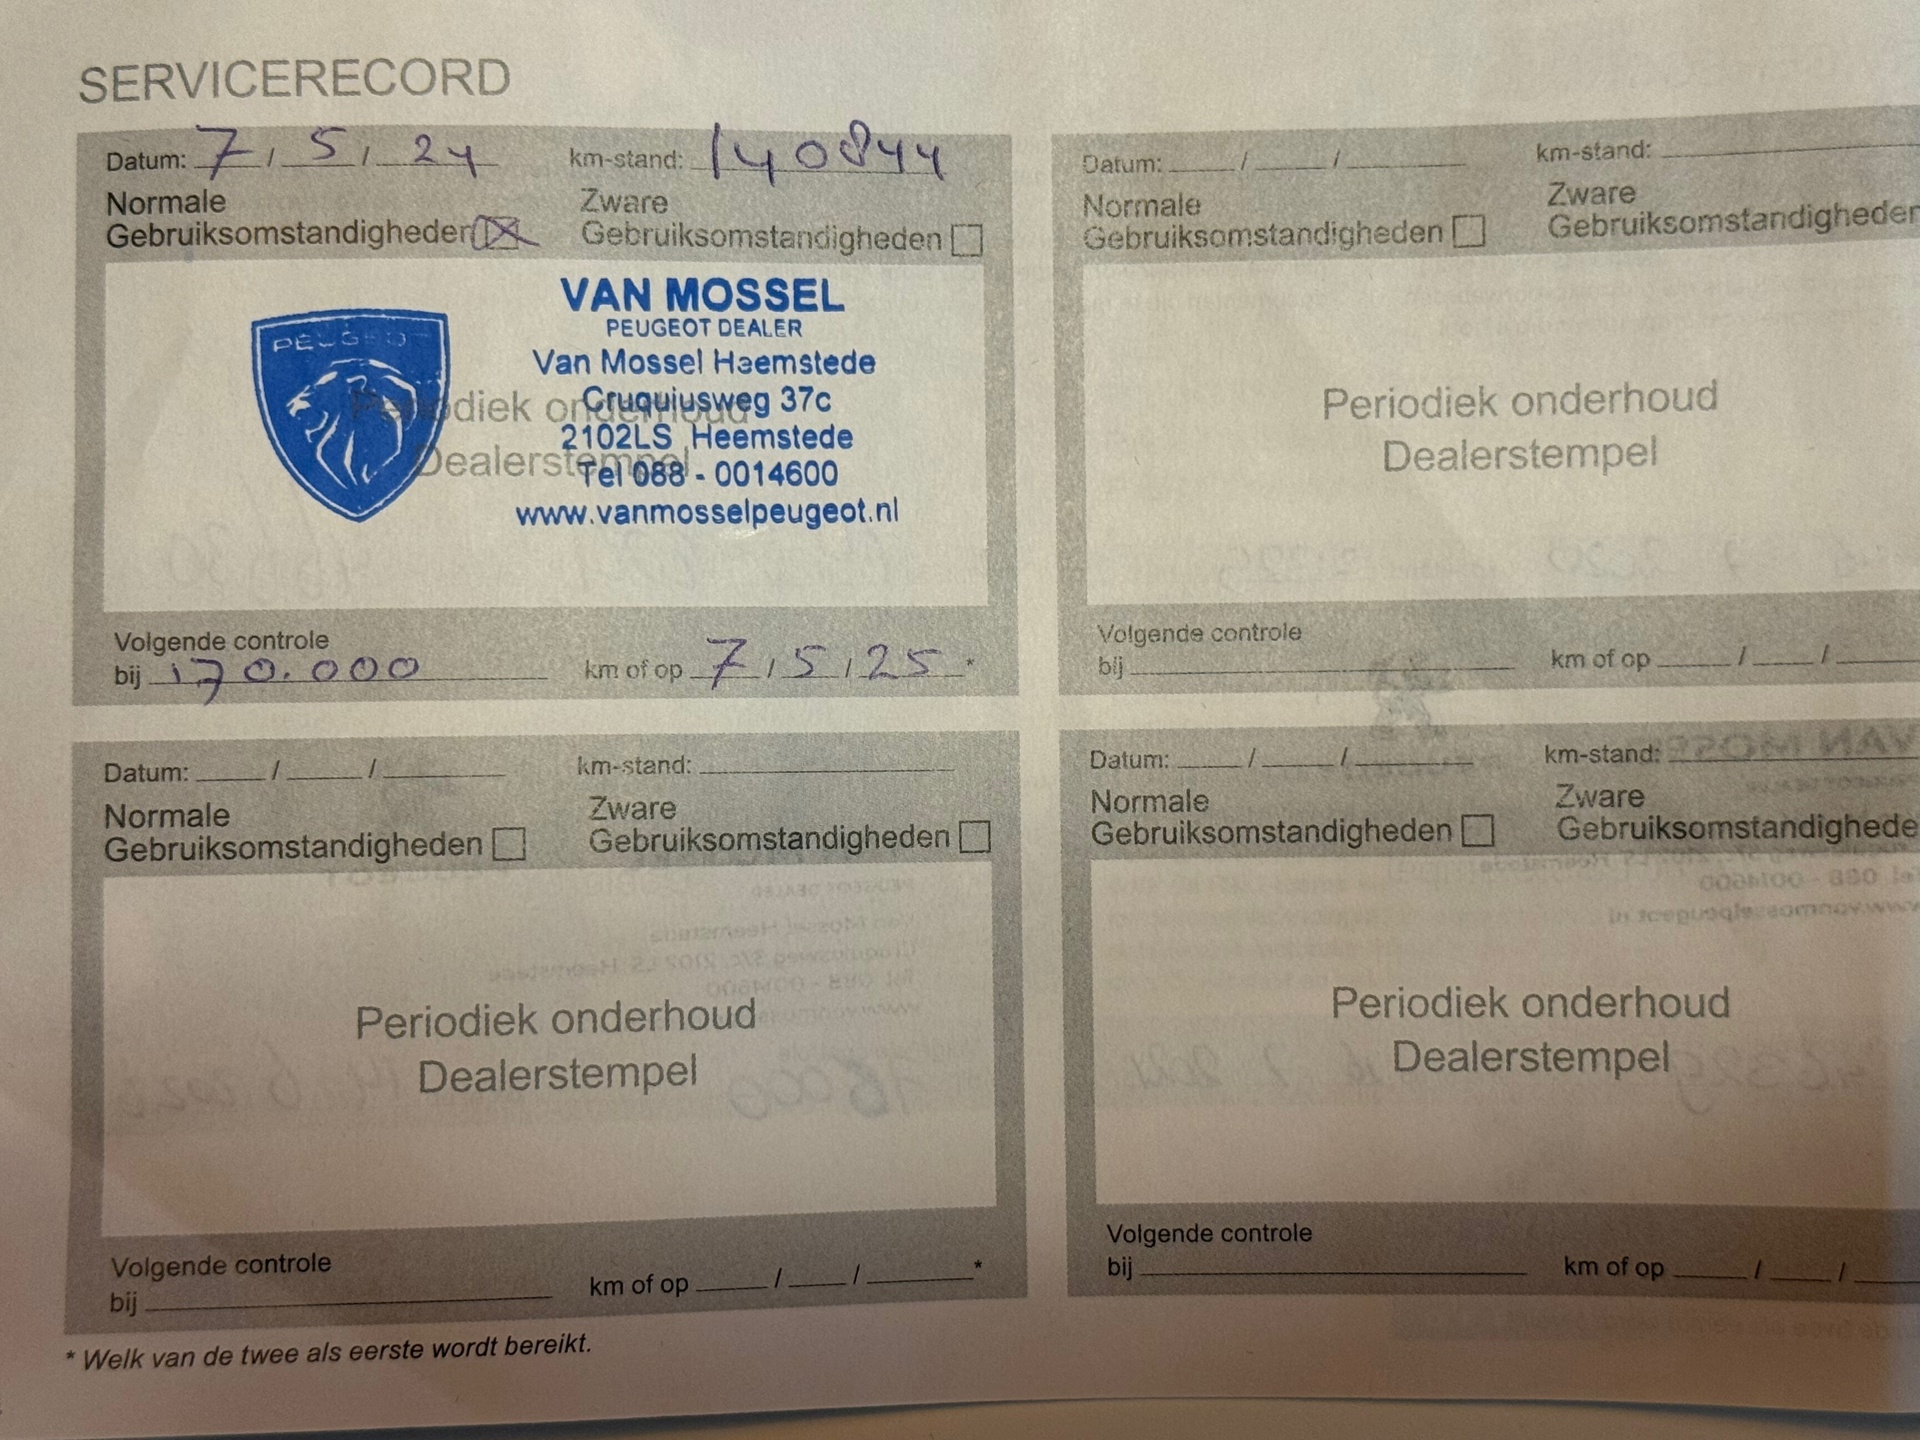 SERVICERECORD
Datum: 7 / 5 / 24 km-stand: 140844
Normale Zware
Gebruiksomstandigheden Gebruiksomstandigheden
PEUGEOT
VAN MOSSEL
PEUGEOT DEALER
Van Mossel Heemstede
Cruquiusweg 37c
2102LS Heemstede
Tel 088 - 0014600
www.vanmosselpeugeot.nl
Periodiek onderhoud
Dealerstempel
Volgende controle
bij 170.000 km of op 7 / 5 / 25 *
Datum: / / km-stand:
Normale Zware
Gebruiksomstandigheden Gebruiksomstandigheden
Periodiek onderhoud
Dealerstempel
Volgende controle
bij km of op / /
Datum: / / km-stand:
Normale Zware
Gebruiksomstandigheden Gebruiksomstandigheden
Periodiek onderhoud
Dealerstempel
Volgende controle
bij km of op / / *
Datum: / / km-stand:
Normale Zware
Gebruiksomstandigheden Gebruiksomstandighede
Periodiek onderhoud
Dealerstempel
Volgende controle
bij km of op / /
* Welk van de twee als eerste wordt bereikt.